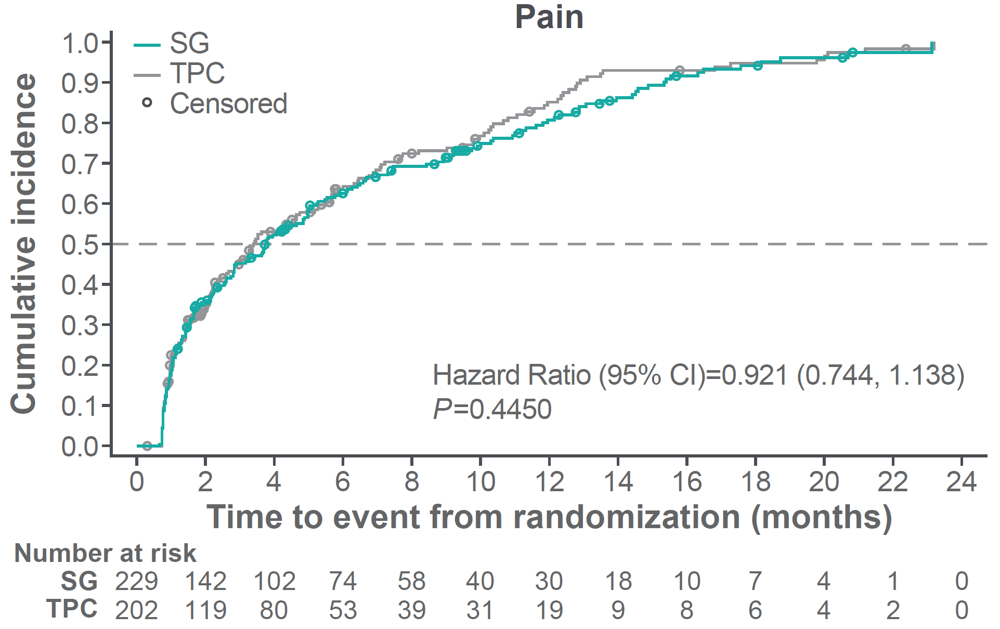 Pain
SG
TPC
Censored
Cumulative incidence
1.0
0.9
0.8
0.7
0.6
0.5
0.4
0.3
0.2
0.1
0.0
Hazard Ratio (95% CI)=0.921 (0.744, 1.138)
P=0.4450
0 2 4 6 8 10 12 14 16 18 20 22 24
Time to event from randomization (months)
Number at risk
SG 229 142 102 74 58 40 30 18 10 7 4 1 0
TPC 202 119 80 53 39 31 19 9 8 6 4 2 0